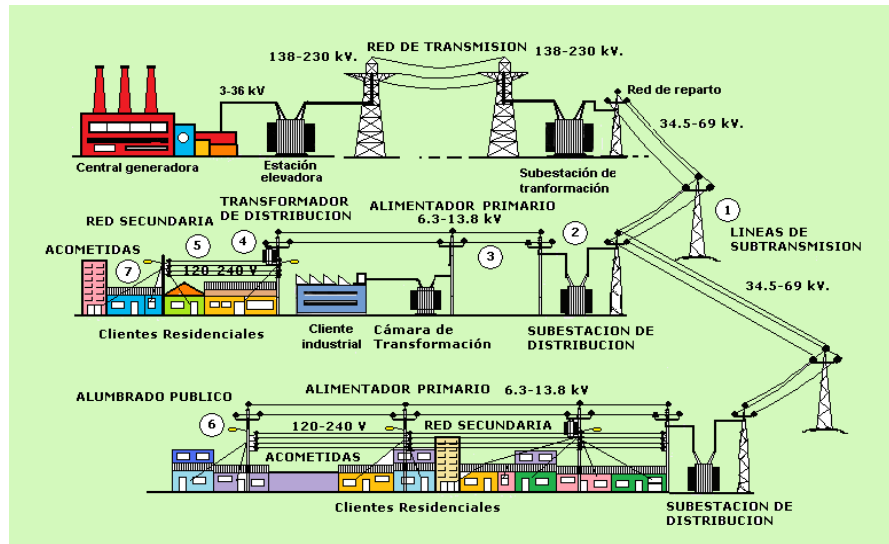 RED DE TRANSMISION
138-230 kV.
138-230 kV.
3-36 kV
Red de reparto
34.5-69 kV.
Central generadora
Estación
elevadora
Subestación de
tranformación
1
LINEAS DE
SUBTRANSMISION
TRANSFORMADOR
DE DISTRIBUCION
ALIMENTADOR PRIMARIO
6.3-13.8 kV
RED SECUNDARIA
ACOMETIDAS
5
4
3
2
7
120-240 V
34.5-69 kV.
Clientes Residenciales
Cliente
industrial
Cámara de
Transformación
SUBESTACION DE
DISTRIBUCION
ALUMBRADO PUBLICO
ALIMENTADOR PRIMARIO 6.3-13.8 kV
6
120-240 V
RED SECUNDARIA
ACOMETIDAS
Clientes Residenciales
SUBESTACION DE
DISTRIBUCION